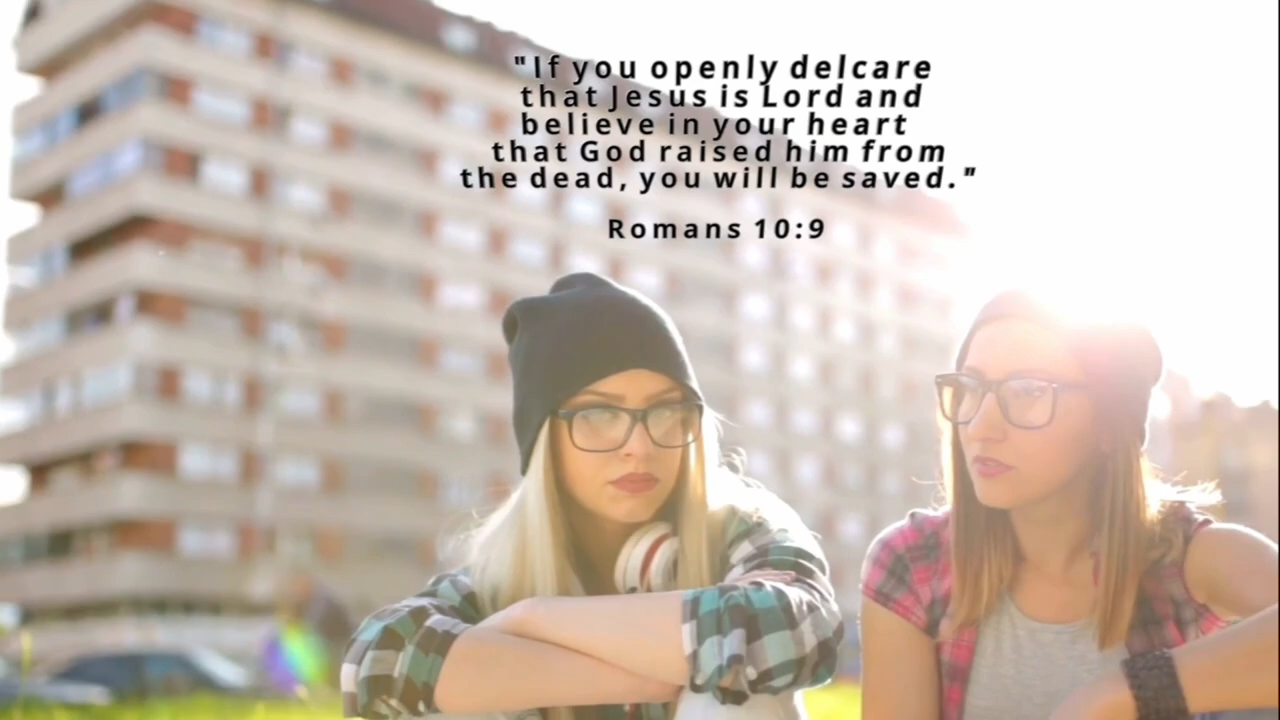 "If you openly delcare
that Jesus is Lord and
believe in your heart
that God raised him from
the dead, you will be saved."
Romans 10:9